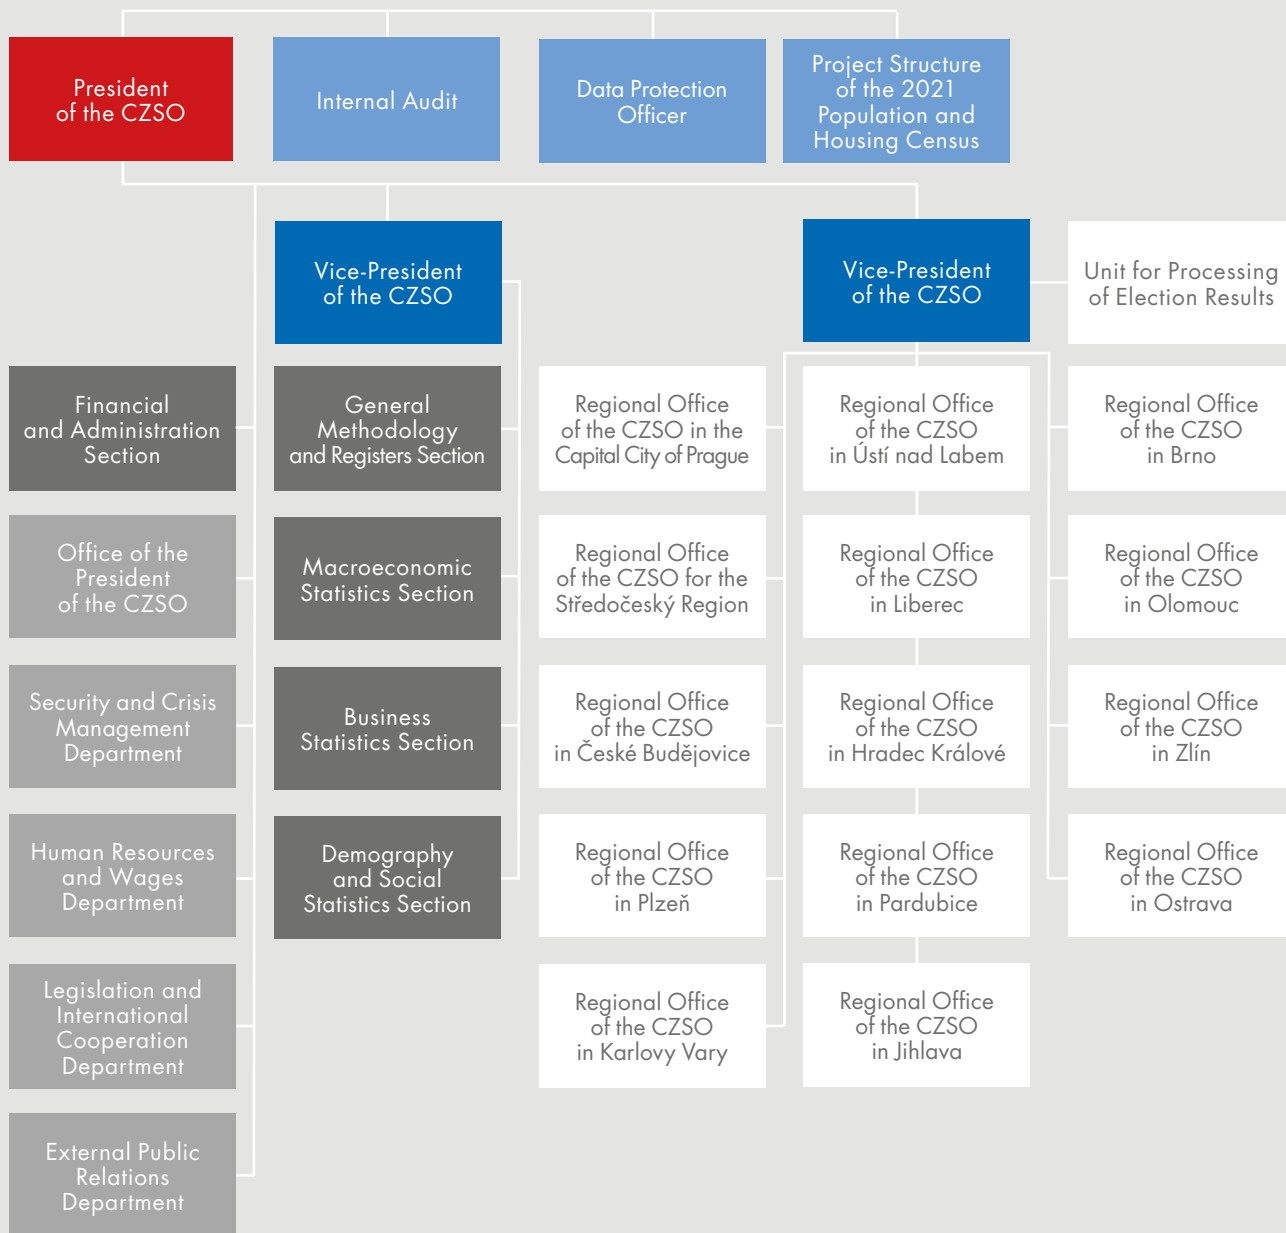 President
of the CZSO
Internal Audit
Data Protection
Officer
Project Structure
of the 2021
Population and
Housing Census
Vice-President
of the CZSO
Vice-President
of the CZSO
Unit for Processing
of Election Results
Financial
and Administration
Section
General
Methodology
and Registers Section
Regional Office
of the CZSO in the
Capital City of Prague
Regional Office
of the CZSO
in Ústí nad Labem
Regional Office
of the CZSO
in Brno
Office of the
President
of the CZSO
Macroeconomic
Statistics Section
Regional Office
of the CZSO for the
Středočeský Region
Regional Office
of the CZSO
in Liberec
Regional Office
of the CZSO
in Olomouc
Security and Crisis
Management
Department
Business
Statistics Section
Regional Office
of the CZSO
in České Budějovice
Regional Office
of the CZSO
in Hradec Králové
Regional Office
of the CZSO
in Zlín
Human Resources
and Wages
Department
Demography
and Social
Statistics Section
Regional Office
of the CZSO
in Plzeň
Regional Office
of the CZSO
in Pardubice
Regional Office
of the CZSO
in Ostrava
Legislation and
International
Cooperation
Department
Regional Office
of the CZSO
in Karlovy Vary
Regional Office
of the CZSO
in Jihlava
External Public
Relations
Department